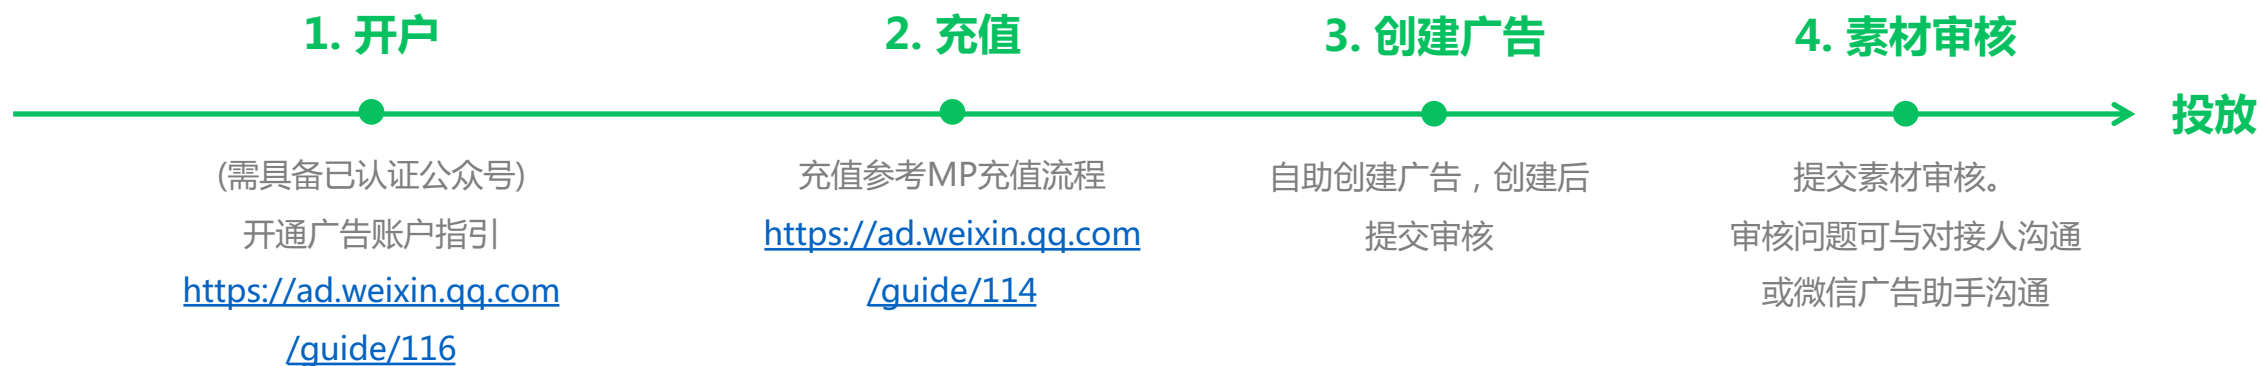 1. 开户
2. 充值
3. 创建广告
4. 素材审核
投放
(需具备已认证公众号)
开通广告账户指引
https://ad.weixin.qq.com
/guide/116
充值参考MP充值流程
https://ad.weixin.qq.com
/guide/114
自助创建广告，创建后
提交审核
提交素材审核。
审核问题可与对接人沟通
或微信广告助手沟通